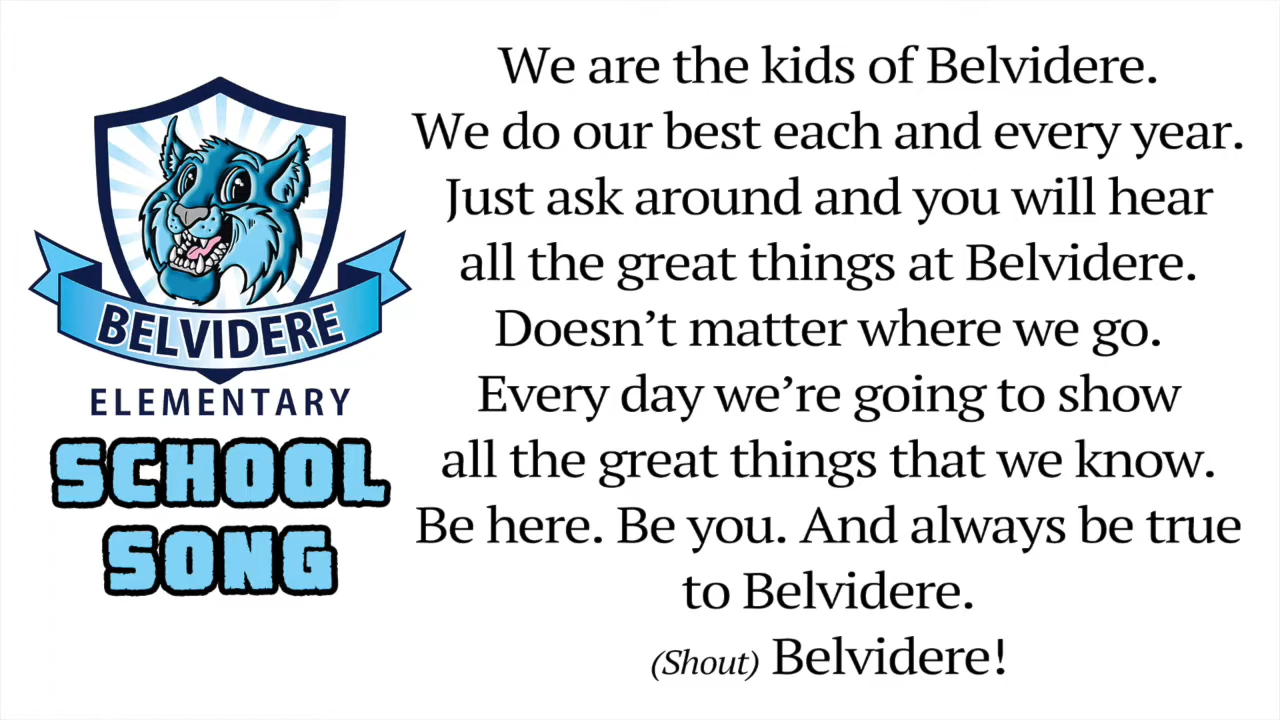 BELVIDERE
ELEMENTARY
SCHOOL
SONG
We are the kids of Belvidere.
We do our best each and every year.
Just ask around and you will hear
all the great things at Belvidere.
Doesn’t matter where we go.
Every day we’re going to show
all the great things that we know.
Be here. Be you. And always be true
to Belvidere.
(Shout) Belvidere!